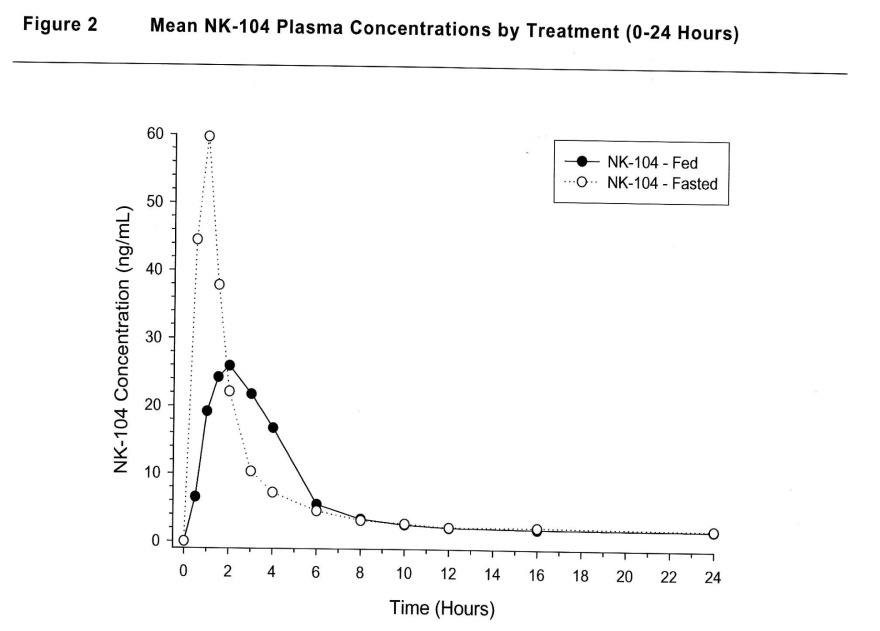 Figure 2 Mean NK-104 Plasma Concentrations by Treatment (0-24 Hours)
60
50
40
30
20
10
0
NK-104 Concentration (ng/mL)
NK-104 - Fed
NK-104 - Fasted
0 2 4 6 8 10 12 14 16 18 20 22 24
Time (Hours)